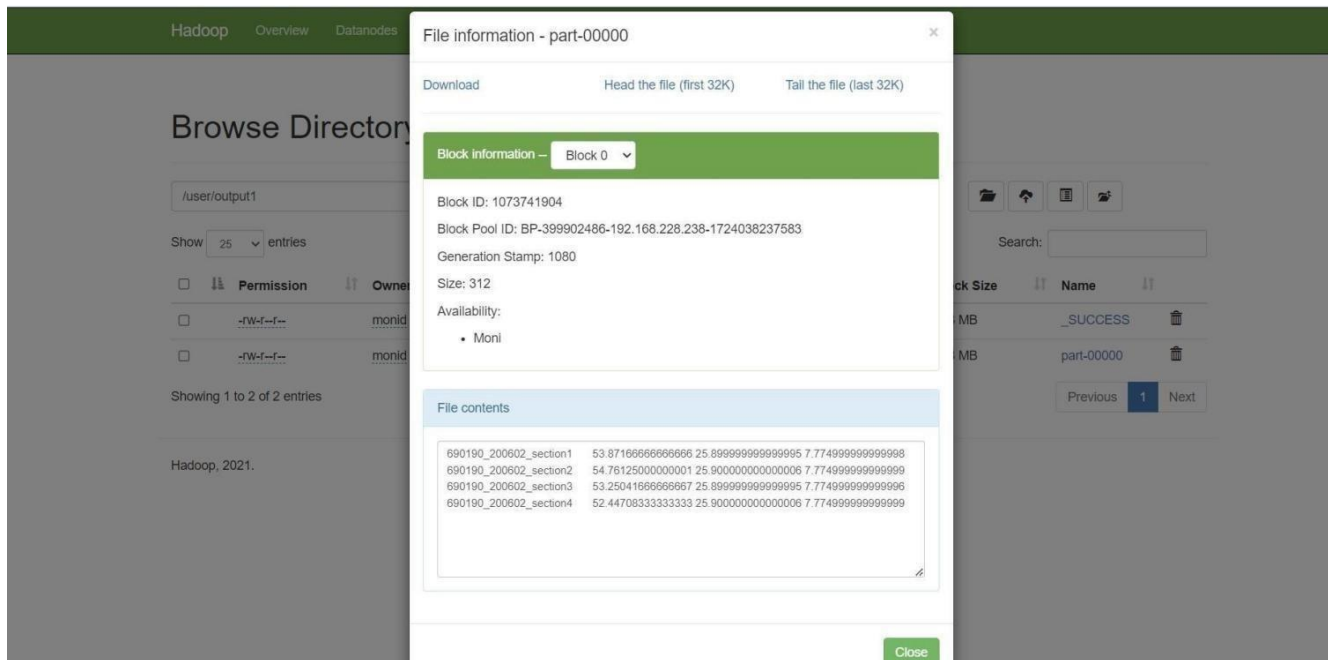 Hadoop Overview Datanodes
Browse Directory
/user/output1
Show 25 entries
Search:
Permission Owner ck Size Name
-rw-r--r-- monid MB _SUCCESS
-rw-r--r-- monid MB part-00000
Showing 1 to 2 of 2 entries
Previous 1 Next
Hadoop, 2021.
File information - part-00000 ×
Download Head the file (first 32K) Tail the file (last 32K)
Block information -- Block 0
Block ID: 1073741904
Block Pool ID: BP-399902486-192.168.228.238-1724038237583
Generation Stamp: 1080
Size: 312
Availability:
• Moni
File contents
690190_200602_section1 53.87166666666666 25.899999999999995 7.774999999999998
690190_200602_section2 54.76125000000001 25.900000000000006 7.774999999999999
690190_200602_section3 53.25041666666667 25.899999999999995 7.774999999999996
690190_200602_section4 52.44708333333333 25.900000000000006 7.774999999999999
Close